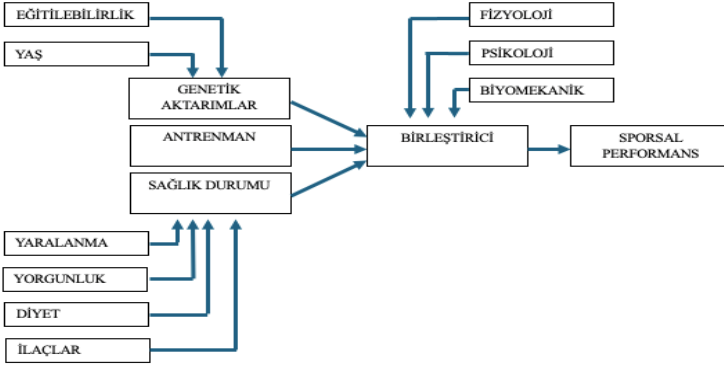 EĞİTİLEBİLİRLİK
YAŞ
GENETİK
AKTARIMLAR
ANTRENMAN
SAĞLIK DURUMU
YARALANMA
YORGUNLUK
DİYET
İLAÇLAR
FİZYOLOJİ
PSİKOLOJİ
BİYOMEKANİK
BİRLEŞTİRİCİ
SPORSAL
PERFORMANS